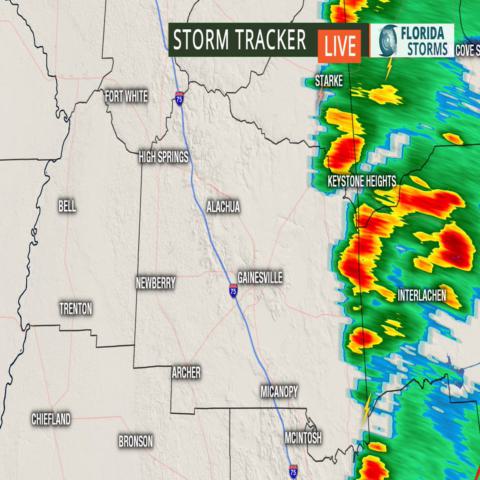 STORM TRACKER
LIVE
FLORIDA
STORMS
COVE S
STARKE
FORT WHITE
HIGH SPRINGS
KEYSTONE HEIGHTS
BELL
ALACHUA
GAINESVILLE
NEWBERRY
75
75
INTERLACHEN
TRENTON
ARCHER
MICANOPY
CHIEFLAND
BRONSON
MCINTOSH
75